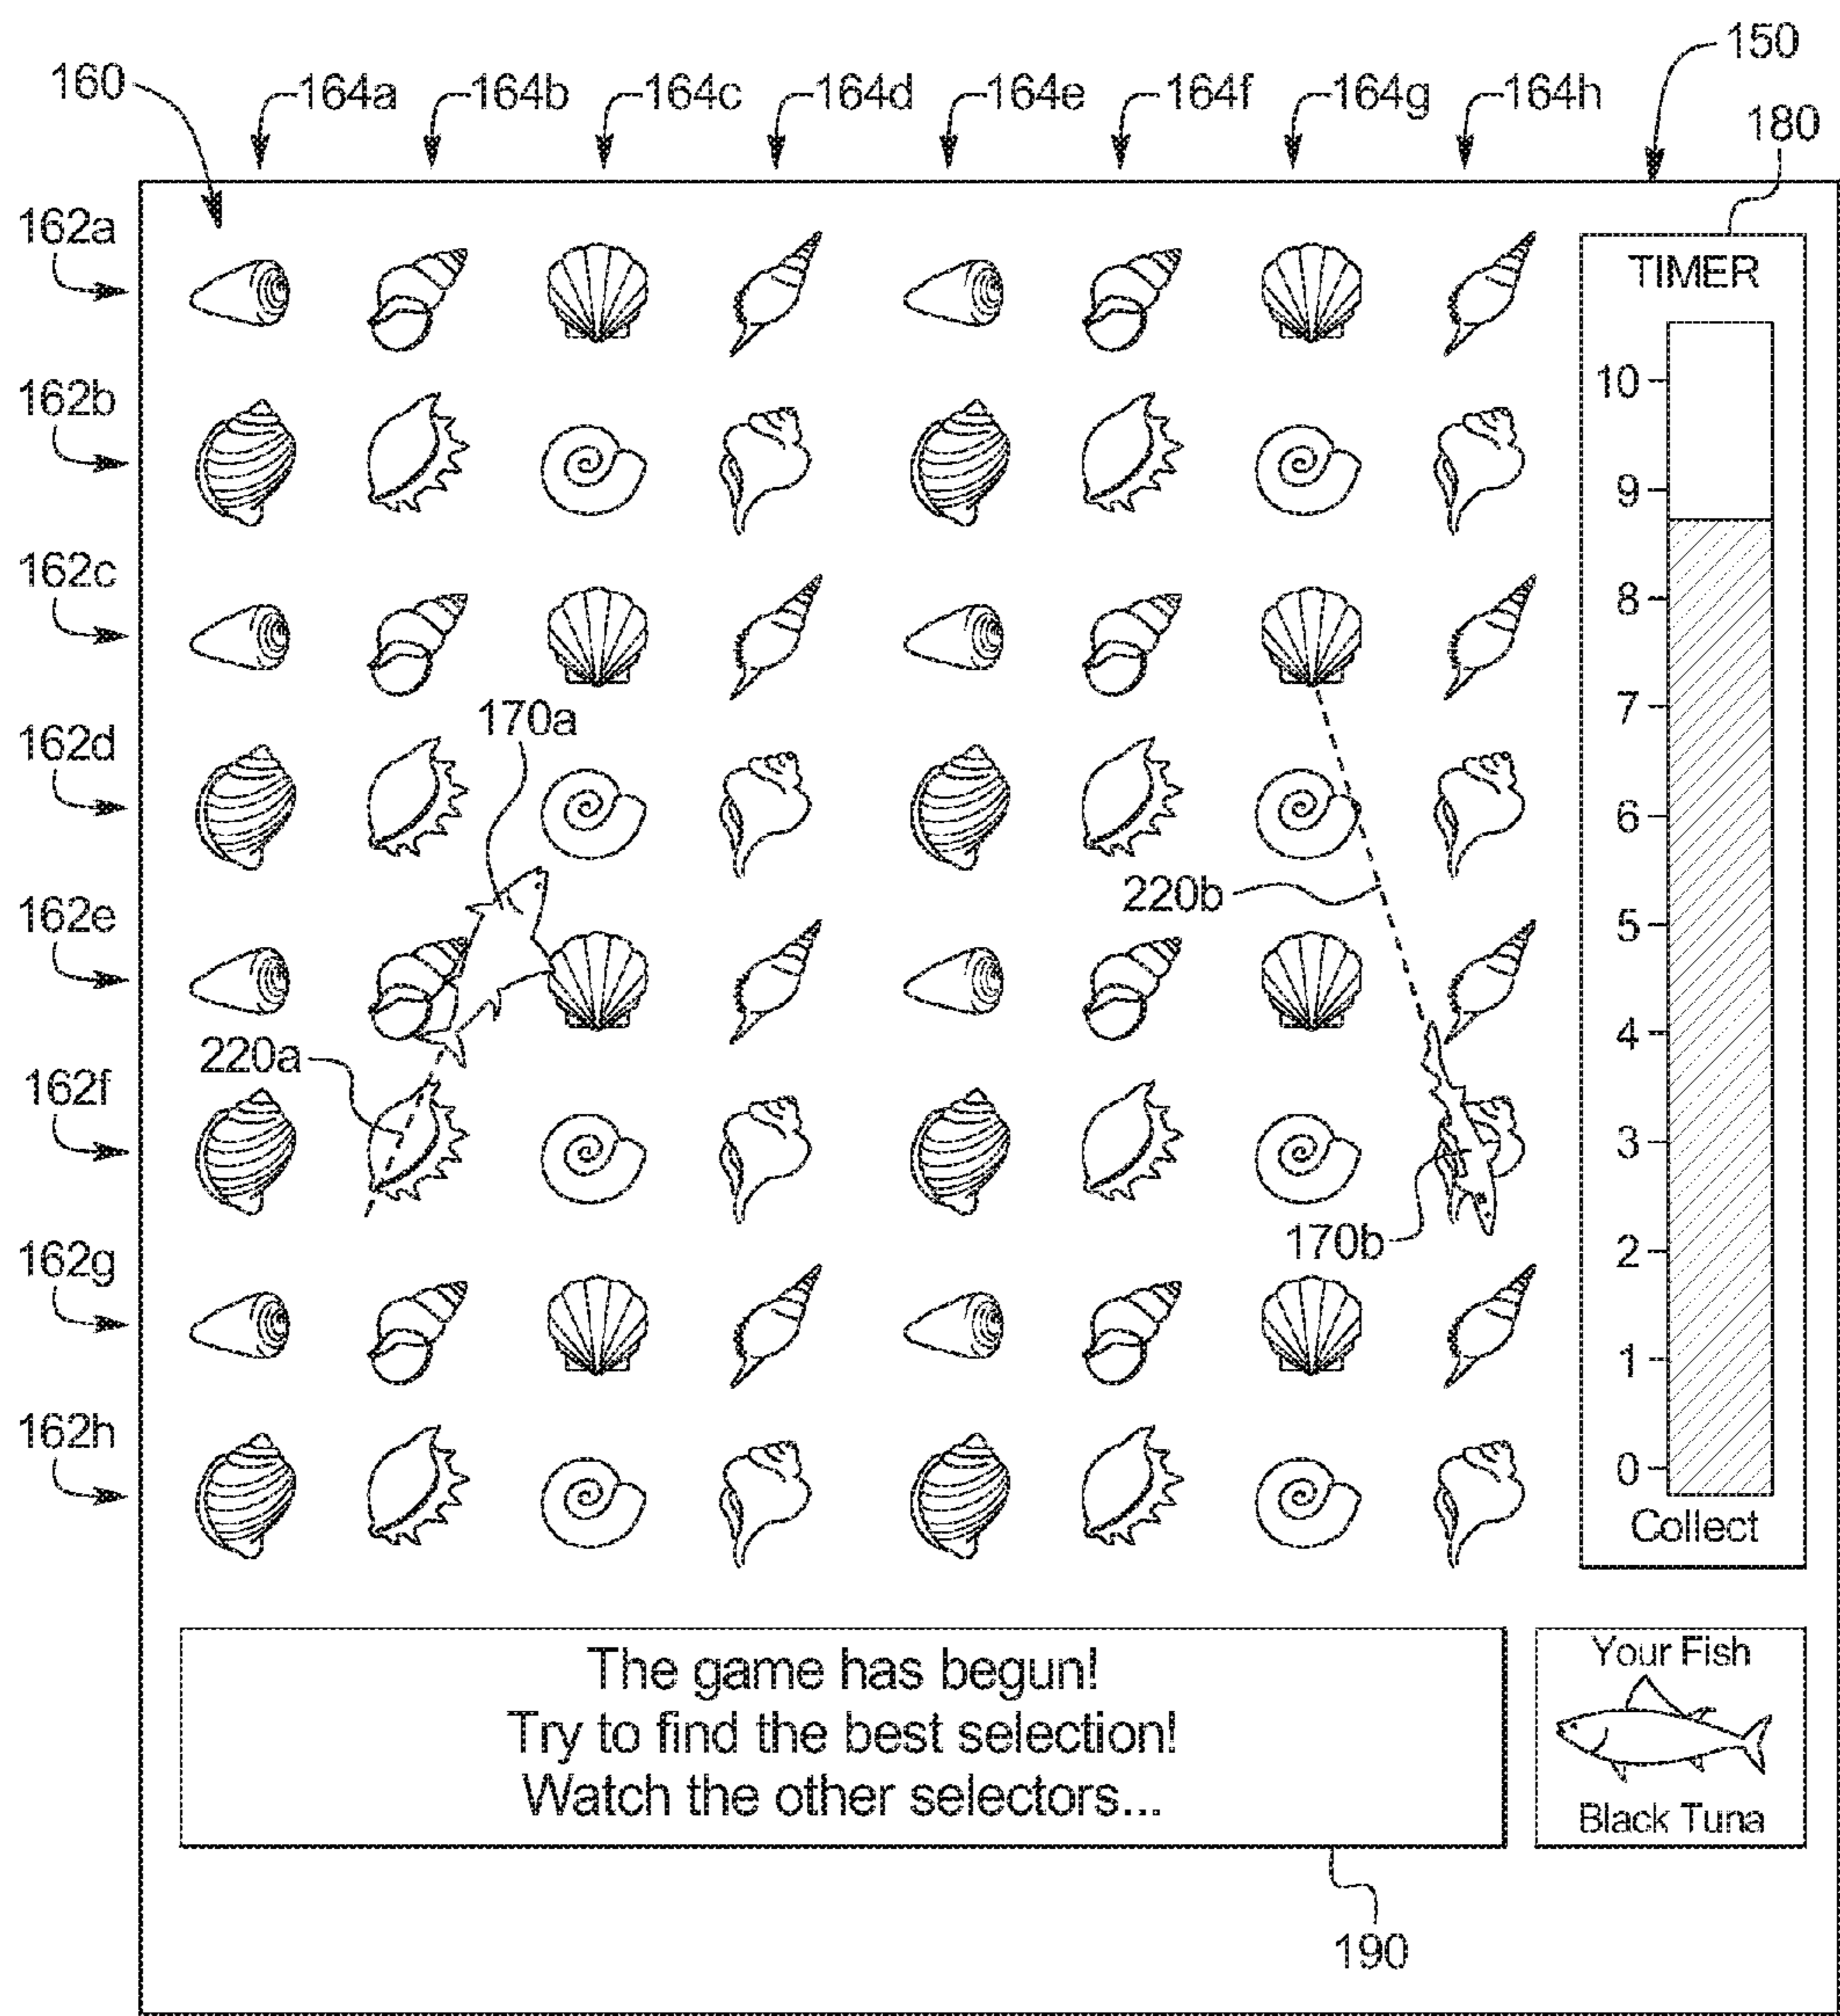 150
160
164a 164b 164c 164d 164e 164f 164g 164h
180
162a
TIMER
10
162b
9
162c
8
7
170a
162d
6
220b
162e
5
4
220a
162f
3
170b
2
162g
1
162h
0
Collect
The game has begun!
Try to find the best selection!
Watch the other selectors...
Your Fish
Black Tuna
190